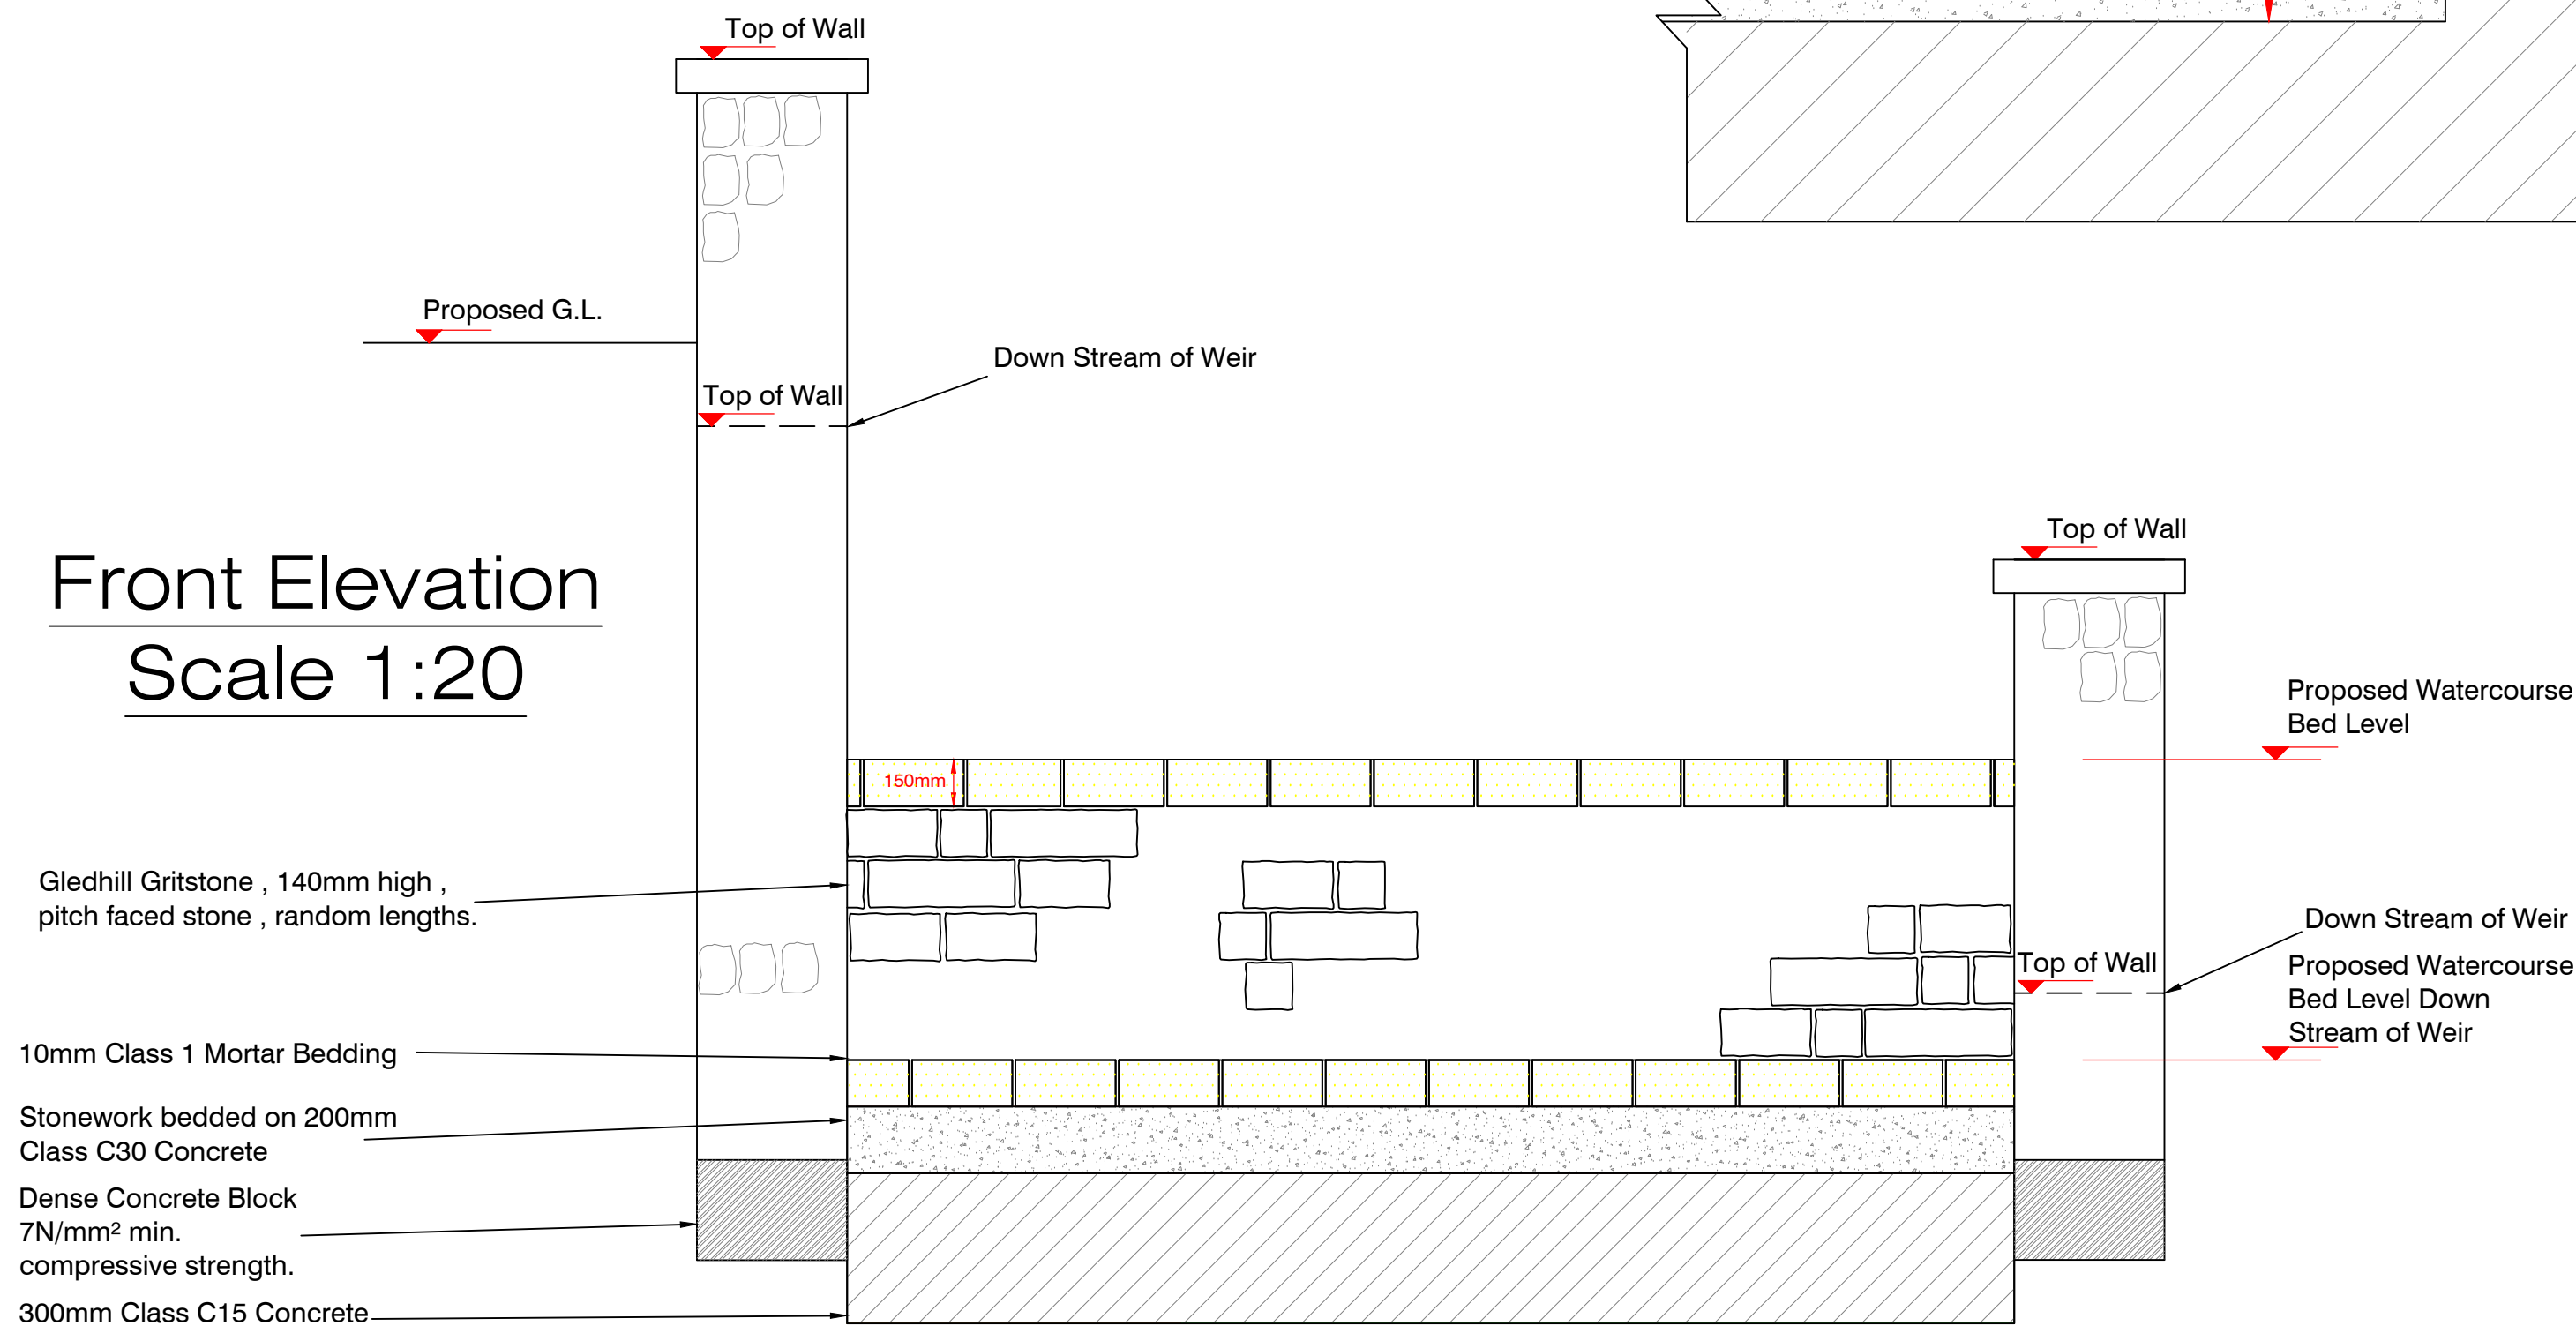 Top of Wall
Proposed G.L.
Down Stream of Weir
Top of Wall
Front Elevation
Scale 1:20
Top of Wall
Proposed Watercourse
Bed Level
150mm
Gledhill Gritstone , 140mm high ,
pitch faced stone , random lengths.
Down Stream of Weir
Top of Wall
Proposed Watercourse
Bed Level Down
Stream of Weir
10mm Class 1 Mortar Bedding
Stonework bedded on 200mm
Class C30 Concrete
Dense Concrete Block
7N/mm² min.
compressive strength.
300mm Class C15 Concrete